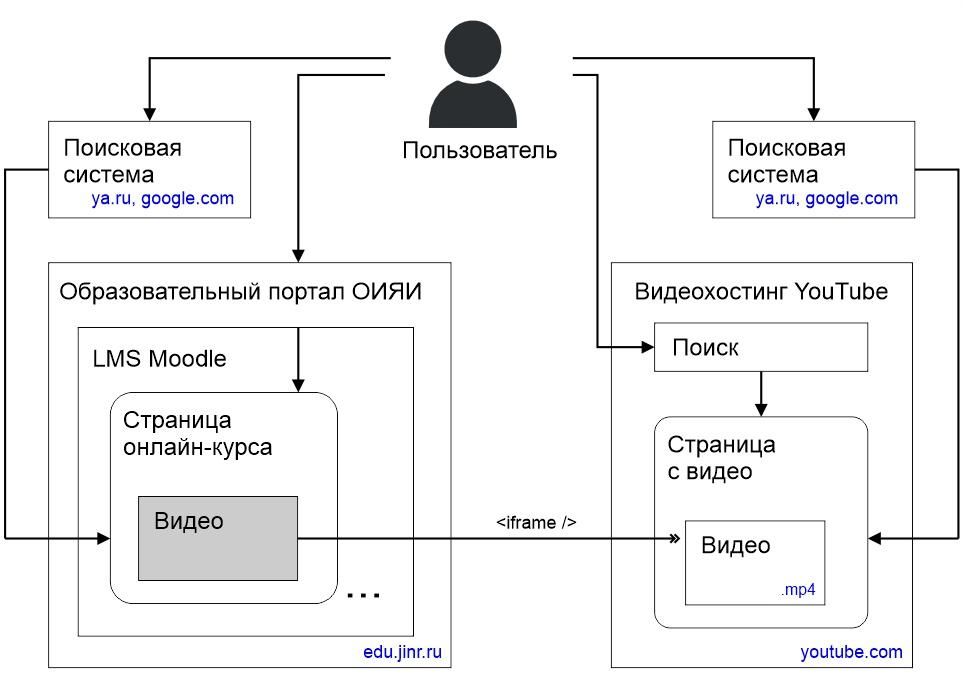 Пользователь
Поисковая
система
ya.ru, google.com
Поисковая
система
ya.ru, google.com
Образовательный портал ОИЯИ
LMS Moodle
Страница
онлайн-курса
Видео
...
edu.jinr.ru
<iframe />
Видеохостинг YouTube
Поиск
Страница
с видео
Видео
.mp4
youtube.com